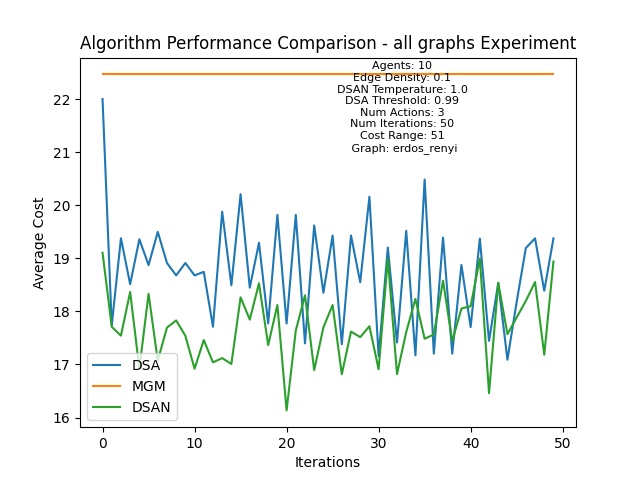 Algorithm Performance Comparison - all graphs Experiment
Agents: 10
Edge Density: 0.1
DSAN Temperature: 1.0
DSA Threshold: 0.99
Num Actions: 3
Num Iterations: 50
Cost Range: 51
Graph: erdos_renyi
Average Cost
22
21
20
19
18
17
16
DSA
MGM
DSAN
0 10 20 30 40 50
Iterations